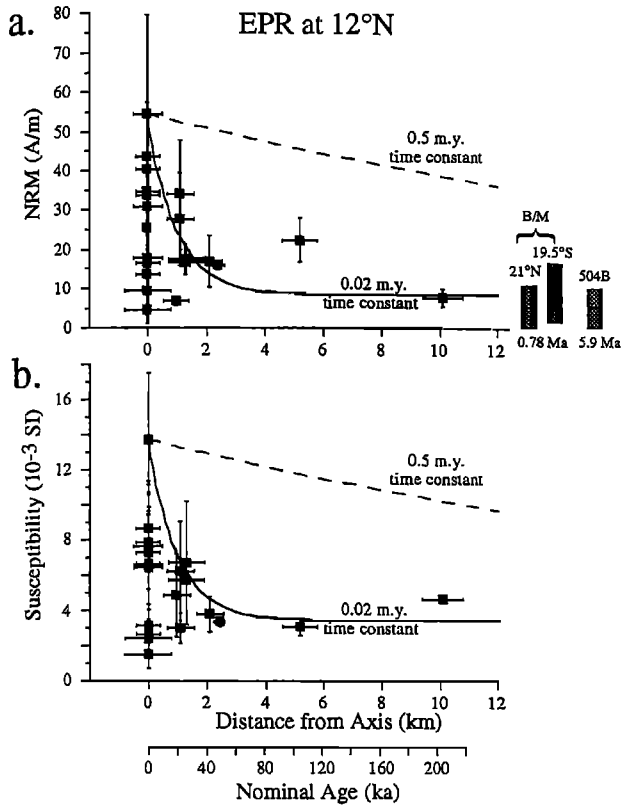 a.
EPR at 12°N
80
70
60
50
40
30
20
10
0
NRM (A/m)
0.5 m.y.
time constant
0.02 m.y.
time constant
0 2 4 6 8 10 12
B/M
19.5°S
21°N
504B
0.78 Ma
5.9 Ma
b.
16
12
8
4
0
Susceptibility (10-3 SI)
0.5 m.y.
time constant
0.02 m.y.
time constant
0 2 4 6 8 10 12
Distance from Axis (km)
0 40 80 120 160 200
Nominal Age (ka)